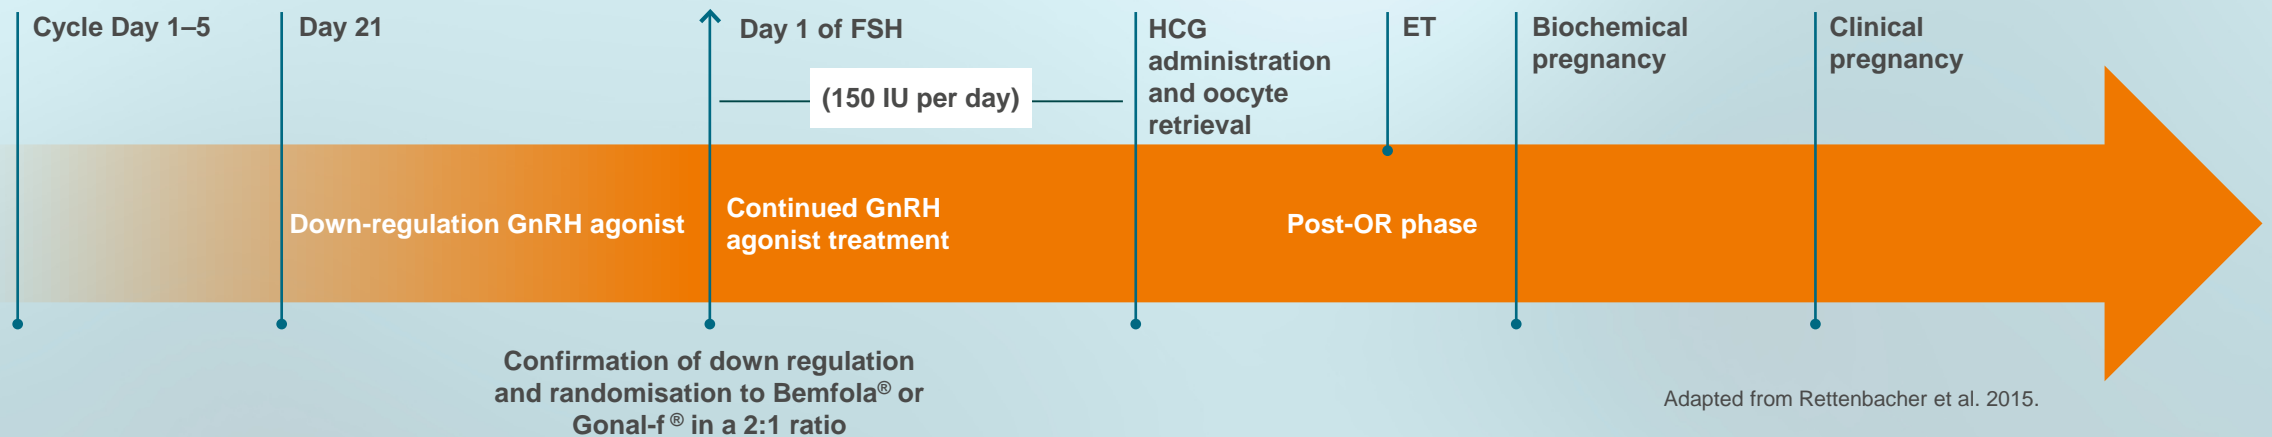 Cycle Day 1–5
Day 21
Day 1 of FSH
(150 IU per day)
HCG
administration
and oocyte
retrieval
ET
Biochemical
pregnancy
Clinical
pregnancy
Down-regulation GnRH agonist
Continued GnRH
agonist treatment
Post-OR phase
Confirmation of down regulation
and randomisation to Bemfola® or
Gonal-f ® in a 2:1 ratio
Adapted from Rettenbacher et al. 2015.